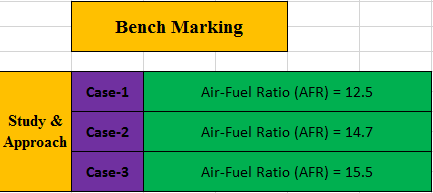 Bench Marking
Study &
Approach
Case-1 Air-Fuel Ratio (AFR) = 12.5
Case-2 Air-Fuel Ratio (AFR) = 14.7
Case-3 Air-Fuel Ratio (AFR) = 15.5